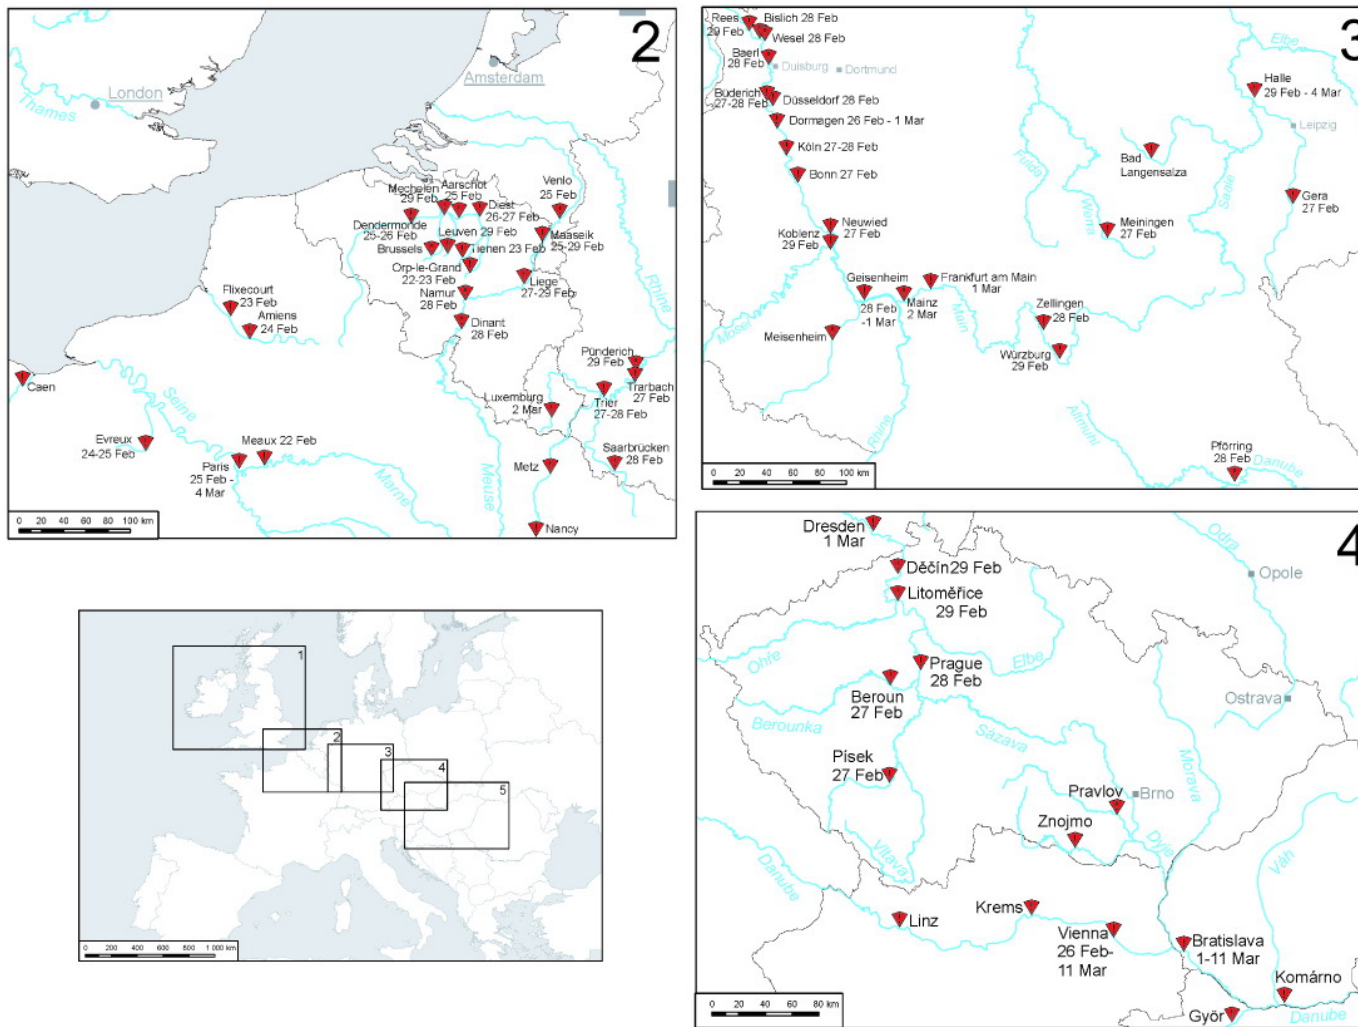 2
London
Thames
Amsterdam
Mechelen
29 Feb
Aarschot
25 Feb
Venlo
25 Feb
Diest
26-27 Feb
Dendermonde
25-26 Feb
Leuven 29 Feb
Maaseik
25-29 Feb
Brussels
Tienen 23 Feb
Orp-le-Grand
22-23 Feb
Liege
27-29 Feb
Namur
28 Feb
Rhine
Flixecourt
23 Feb
Amiens
24 Feb
Dinant
28 Feb
Pünderich
29 Feb
Trarbach
27 Feb
Caen
Seine
Luxemburg
2 Mar
Trier
27-28 Feb
Evreux
24-25 Feb
Meaux 22 Feb
Paris
25 Feb -
4 Mar
Marne
Meuse
Metz
Saarbrücken
28 Feb
Nancy
0 20 40 60 80 100 km
3
Rees
29 Feb
Bislich 28 Feb
Wesel 28 Feb
Elbe
Baerl
28 Feb
Duisburg
Dortmund
Halle
29 Feb - 4 Mar
Büderich
27-28 Feb
Düsseldorf 28 Feb
Dormagen 26 Feb - 1 Mar
Leipzig
Köln 27-28 Feb
Fulda
Bad
Langensalza
Bonn 27 Feb
Saale
Gera
27 Feb
Werra
Neuwied
27 Feb
Meiningen
27 Feb
Koblenz
29 Feb
Geisenheim
28 Feb
-1 Mar
Frankfurt am Main
1 Mar
Mainz
2 Mar
Main
Zellingen
28 Feb
Mosel
Meisenheim
Würzburg
29 Feb
Rhine
Altmühl
Pförring
28 Feb
Danube
0 20 40 60 80 100 km
1
2
3
4
5
0 200 400 600 800 1 000 km
4
Dresden
1 Mar
Odra
Děčín29 Feb
Opole
Litoměřice
29 Feb
Ohře
Elbe
Prague
28 Feb
Beroun
27 Feb
Ostrava
Berounka
Sázava
Morava
Písek
27 Feb
Pravlov
Brno
Znojmo
Dyje
Vltava
Danube
Váh
Krems
Linz
Vienna
26 Feb-
11 Mar
Bratislava
1-11 Mar
Komárno
Györ
Danube
0 20 40 60 80 km